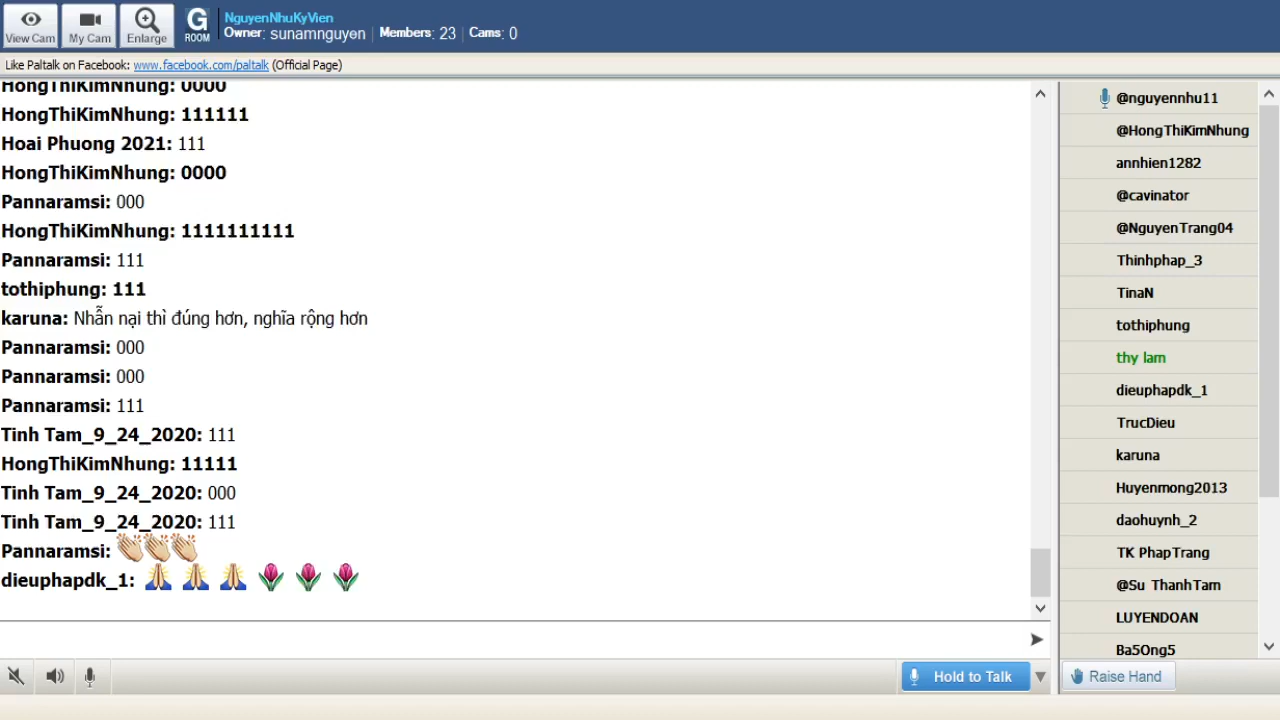 View Cam
My Cam
Enlarge
G
ROOM
NguyenNhuKyVien
Owner: sunamnguyen | Members: 23 | Cams: 0
Like Paltalk on Facebook: www.facebook.com/paltalk (Official Page)
HongThiKimNhung: 0000
HongThiKimNhung: 111111
Hoai Phuong 2021: 111
HongThiKimNhung: 0000
Pannaramsi: 000
HongThiKimNhung: 1111111111
Pannaramsi: 111
tothiphung: 111
karuna: Nhẫn nại thì đúng hơn, nghĩa rộng hơn
Pannaramsi: 000
Pannaramsi: 000
Pannaramsi: 111
Tinh Tam_9_24_2020: 111
HongThiKimNhung: 11111
Tinh Tam_9_24_2020: 000
Tinh Tam_9_24_2020: 111
Pannaramsi: 👏👏👏
dieuphapdk_1: 🙏 🙏 🙏 🌷 🌷 🌷
@nguyennhu11
@HongThiKimNhung
annhien1282
@cavinator
@NguyenTrang04
Thinhphap_3
TinaN
tothiphung
thy lam
dieuphapdk_1
TrucDieu
karuna
Huyenmong2013
daohuynh_2
TK PhapTrang
@Su ThanhTam
LUYENDOAN
Ba5Ong5
Hold to Talk
Raise Hand